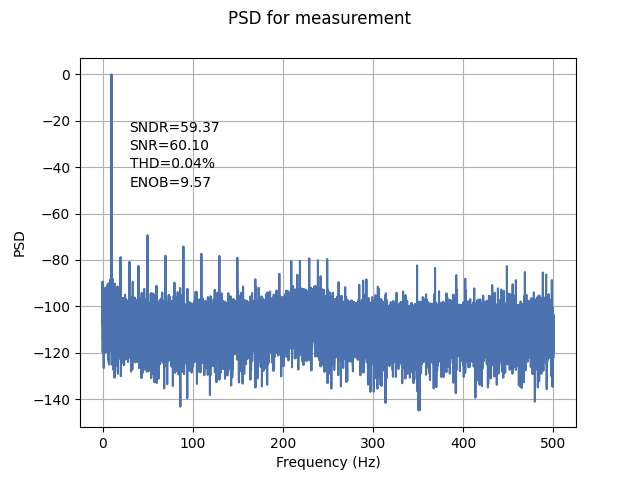 PSD for measurement
0
−20
−40
−60
−80
−100
−120
−140
PSD
SNDR=59.37
SNR=60.10
THD=0.04%
ENOB=9.57
0 100 200 300 400 500
Frequency (Hz)